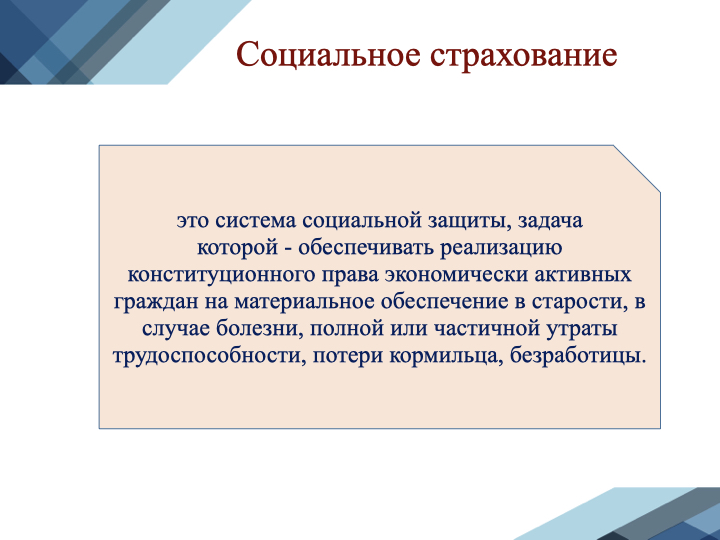 Социальное страхование
это система социальной защиты, задача
которой - обеспечивать реализацию
конституционного права экономически активных
граждан на материальное обеспечение в старости, в
случае болезни, полной или частичной утраты
трудоспособности, потери кормильца, безработицы.